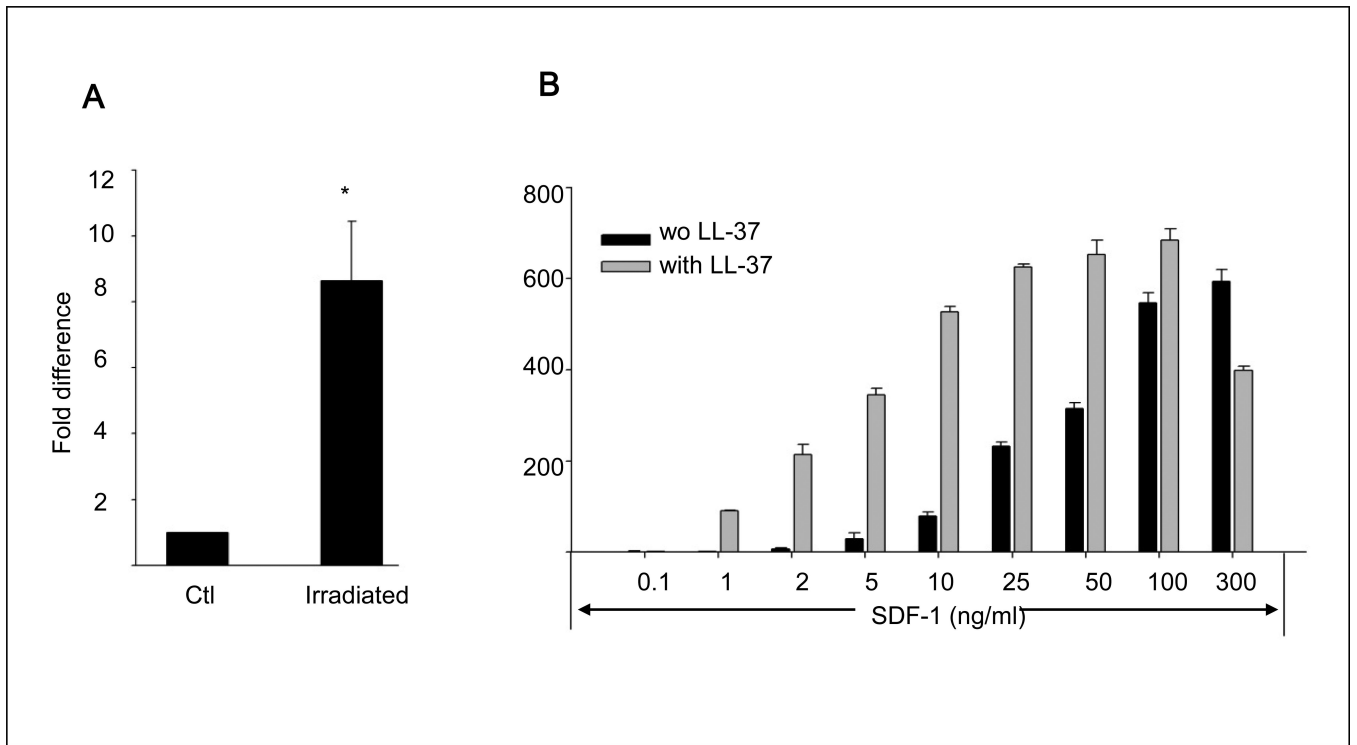 A
12
10
8
6
4
2
Fold difference
*
Ctl Irradiated
B
800
600
400
200
wo LL-37
with LL-37
0.1 1 2 5 10 25 50 100 300
SDF-1 (ng/ml)